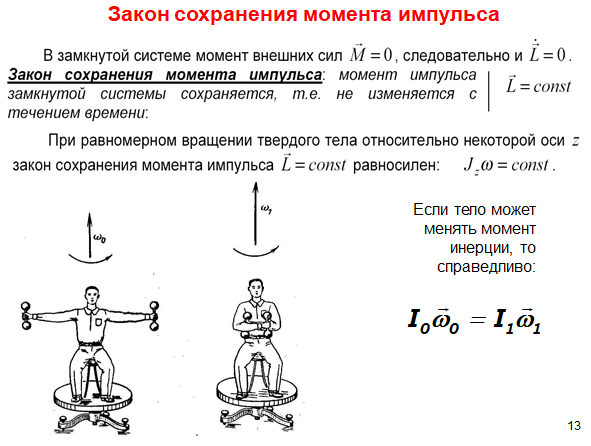 Закон сохранения момента импульса
В замкнутой системе момент внешних сил $\vec{M} = 0$, следовательно и $\dot{\vec{L}} = 0$.
Закон сохранения момента импульса: момент импульса
замкнутой системы сохраняется, т.е. не изменяется с
течением времени:
$\vec{L} = const$
При равномерном вращении твердого тела относительно некоторой оси $z$
закон сохранения момента импульса $\vec{L} = const$ равносилен: $J_z\omega = const$.
$\omega_0$
$\omega_1$
Если тело может
менять момент
инерции, то
справедливо:
$I_0\vec{\omega}_0 = I_1\vec{\omega}_1$
13